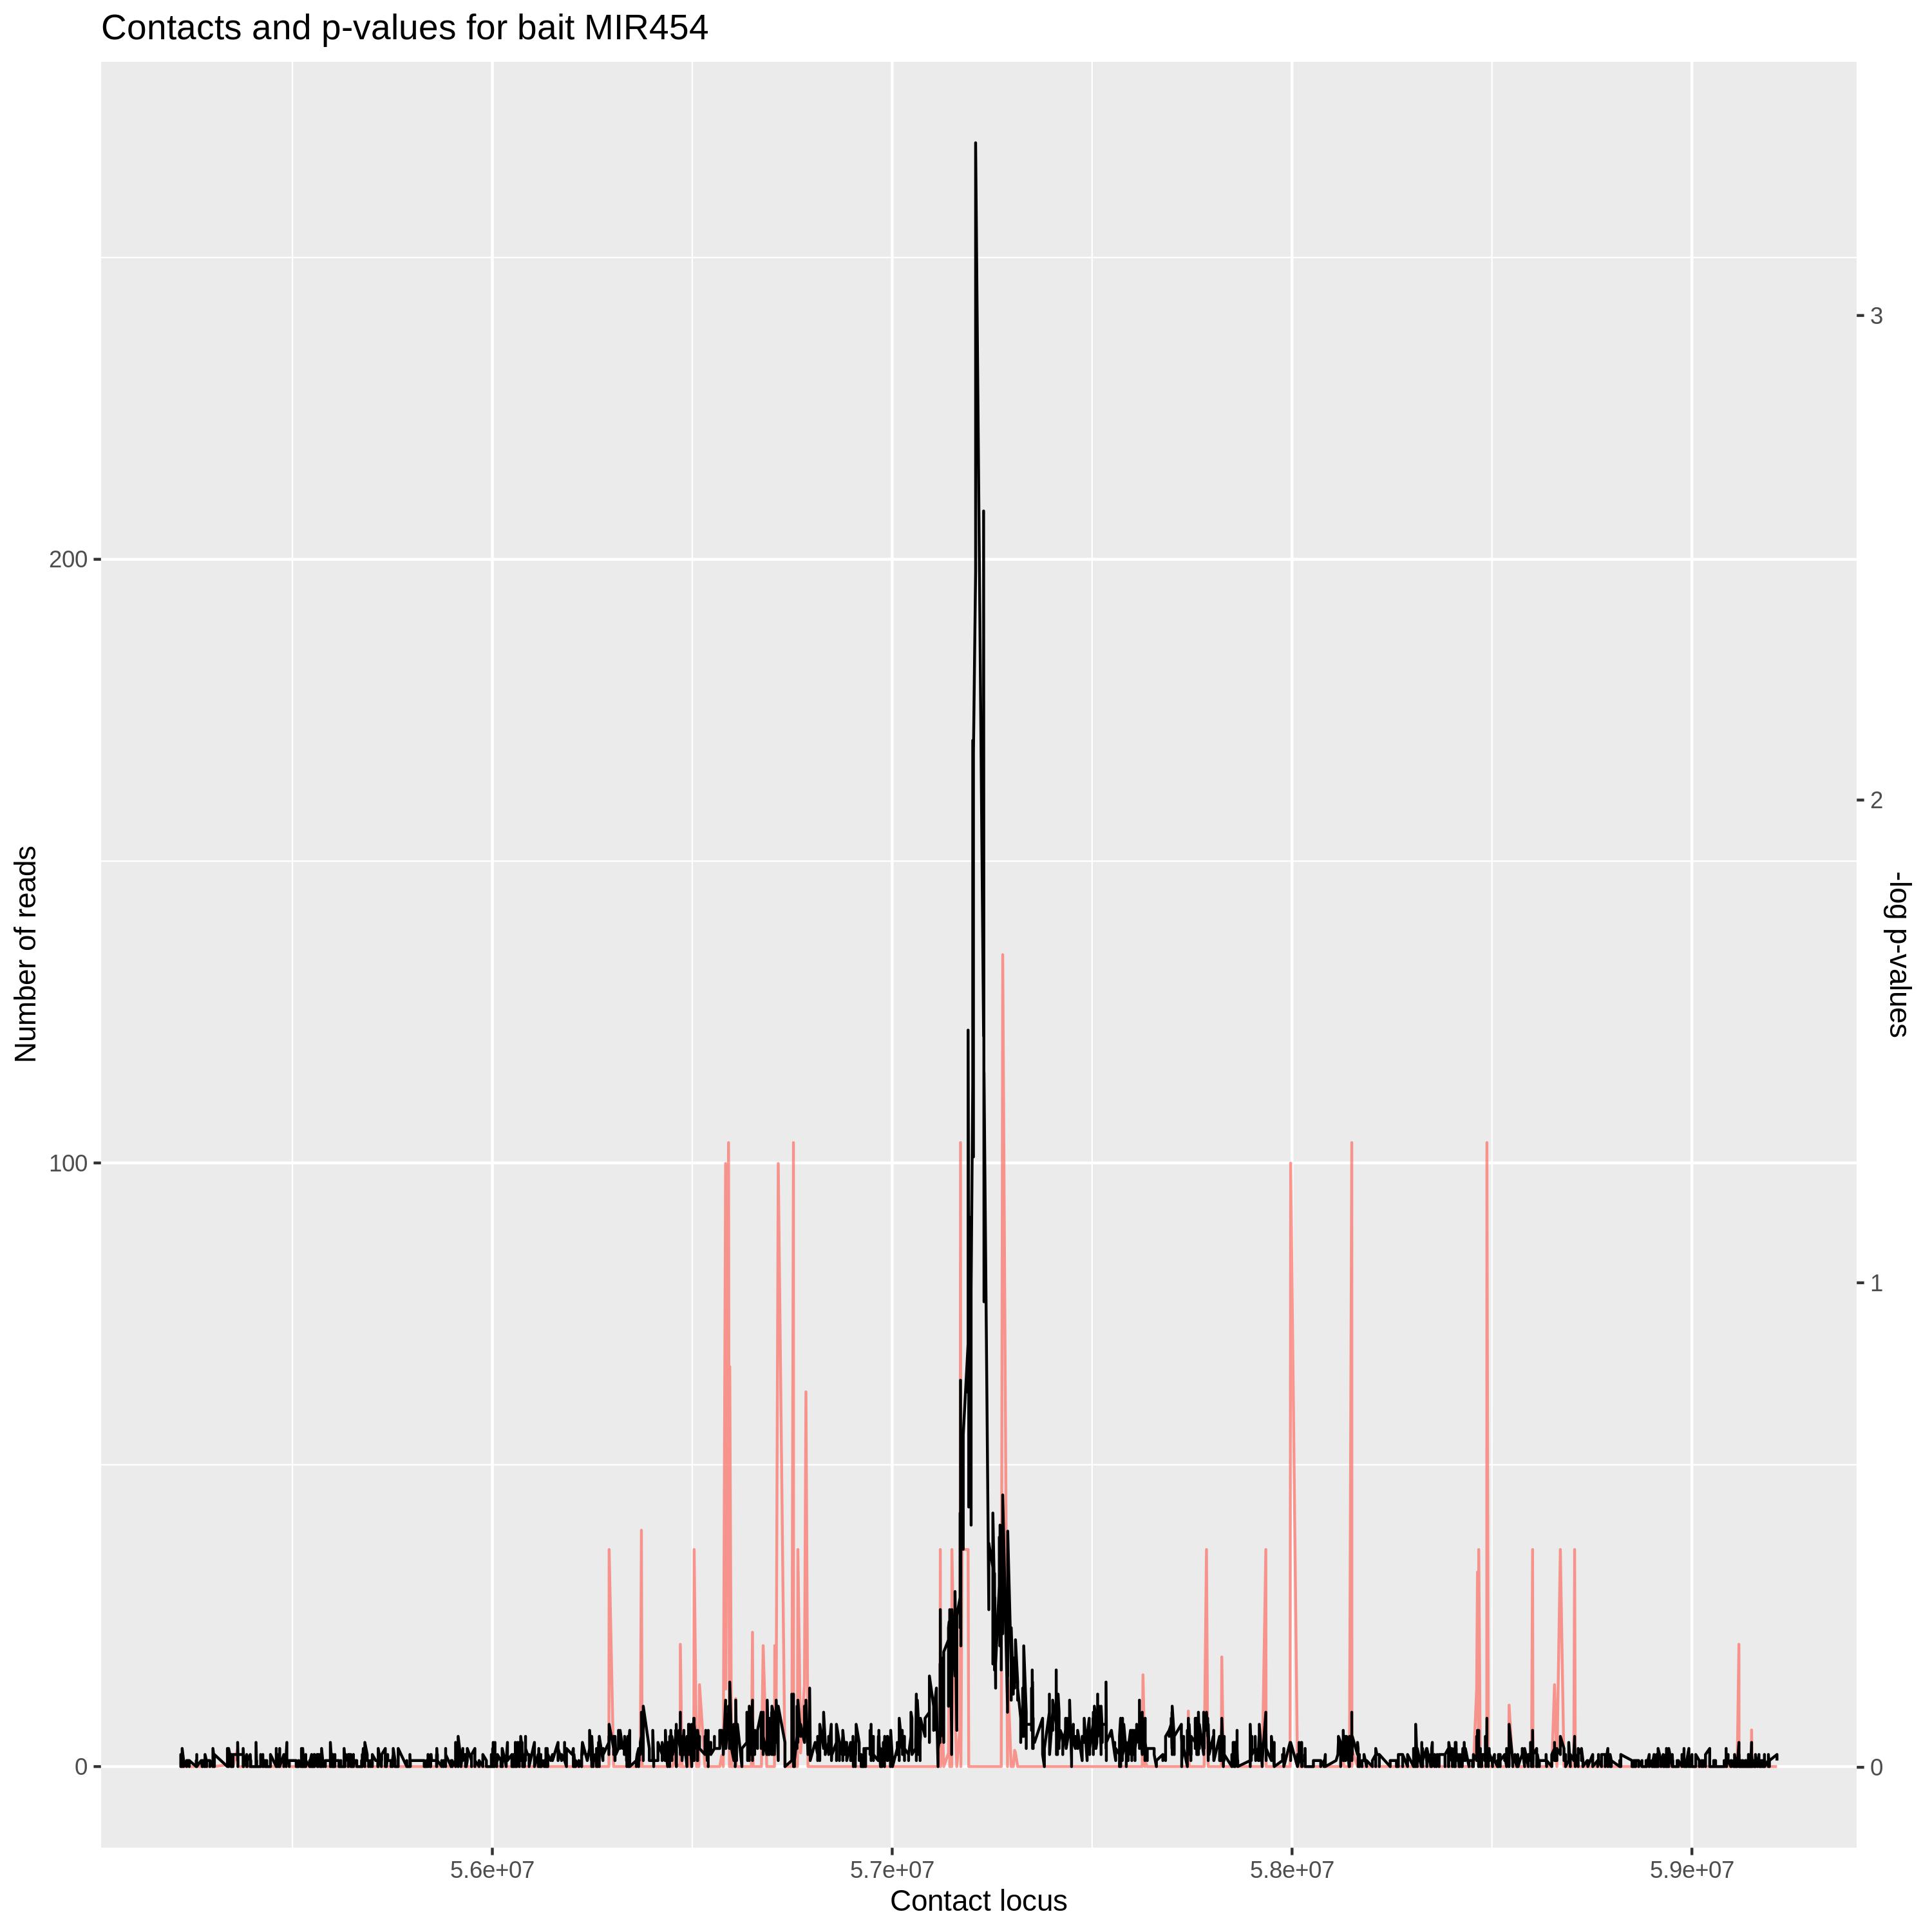 Contacts and p-values for bait MIR454
Number of reads
200
100
0
3
2
1
0
-log p-values
5.6e+07
5.7e+07
5.8e+07
5.9e+07
Contact locus